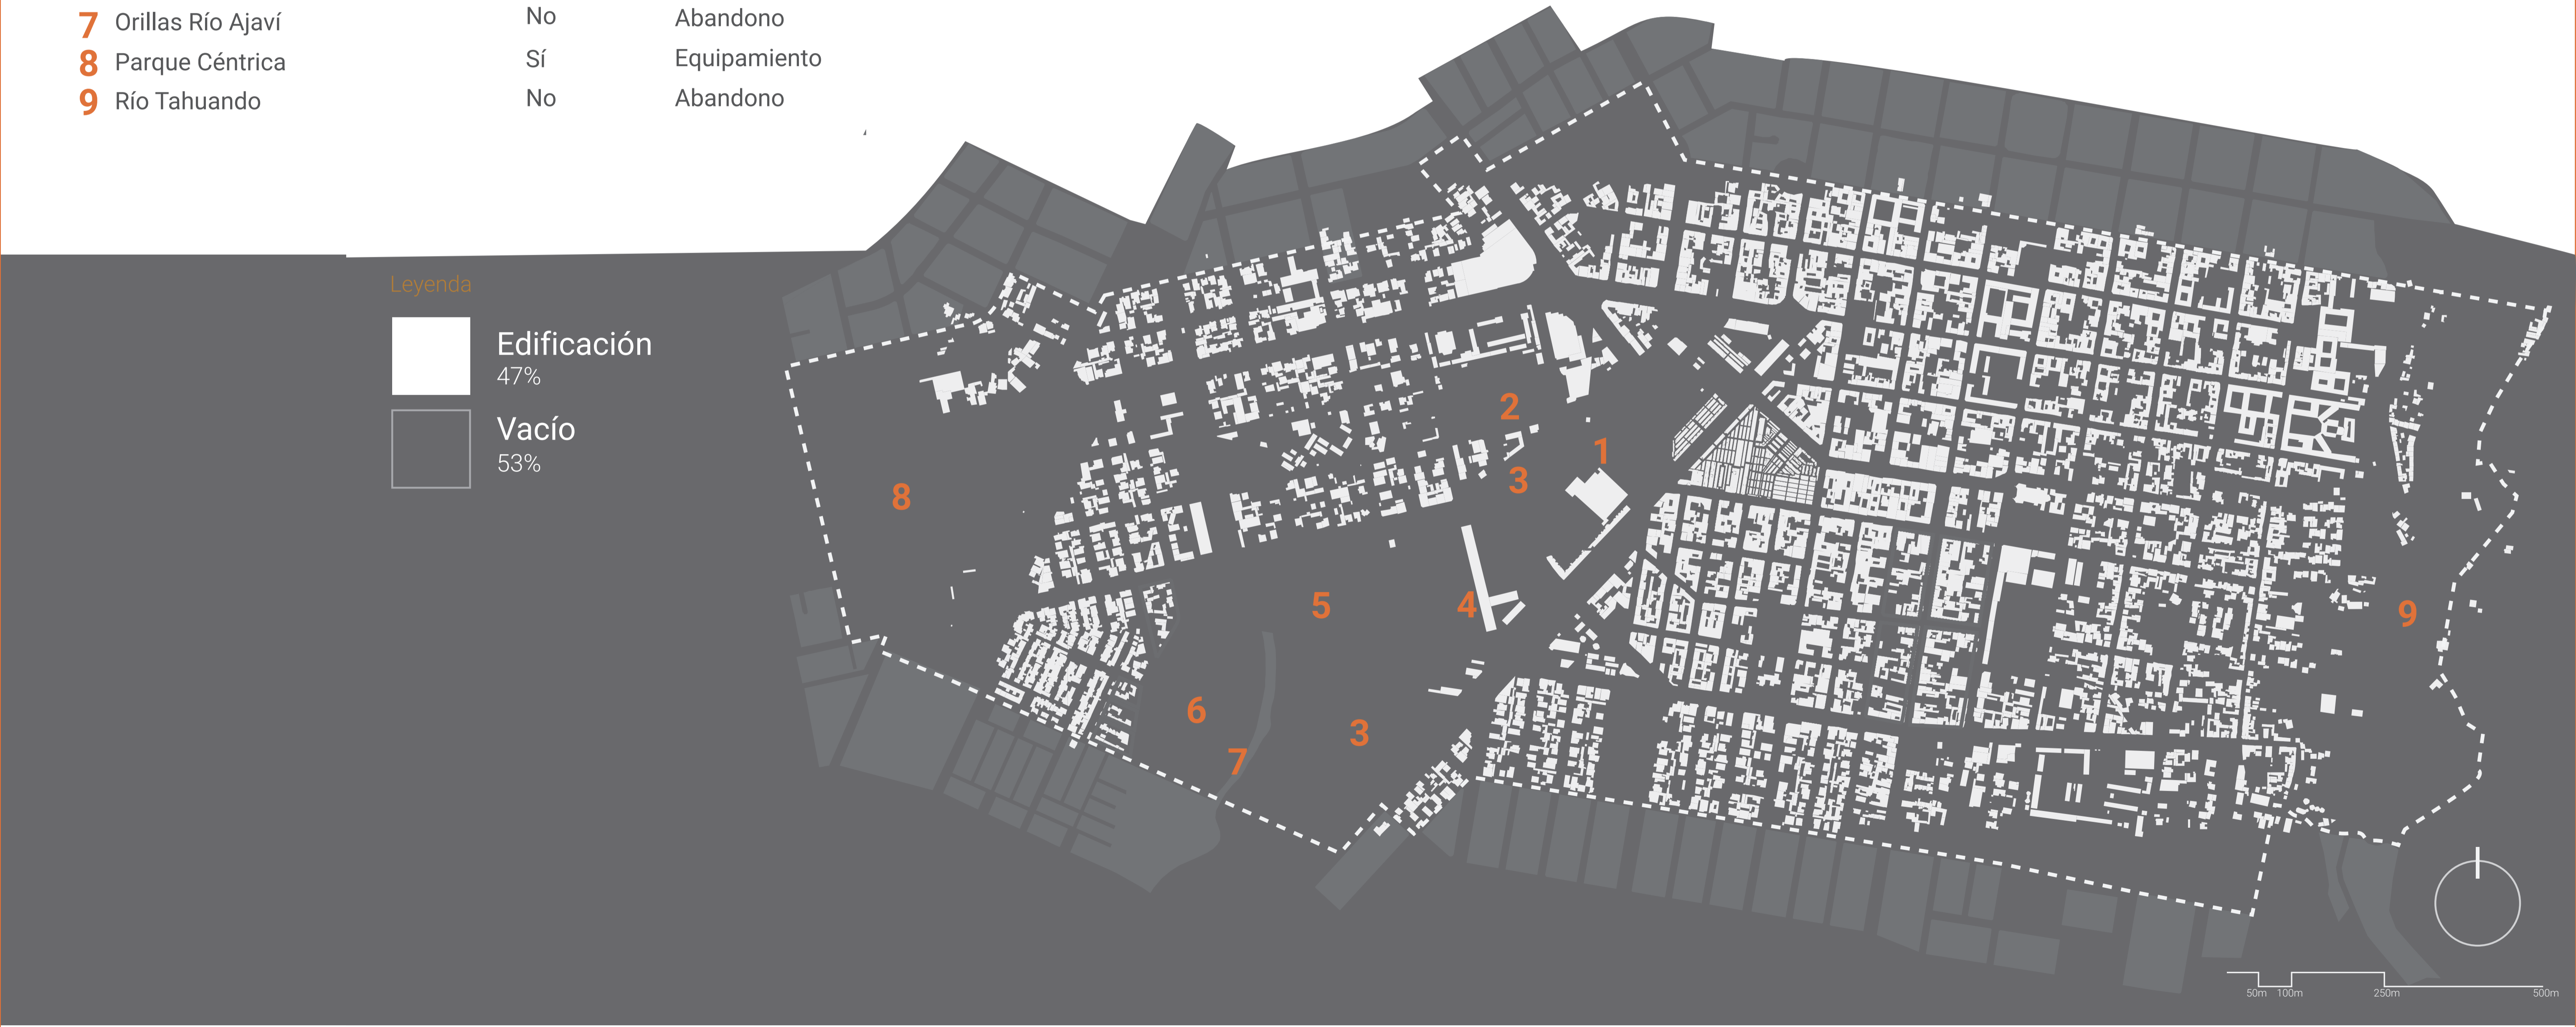 7 Orillas Río Ajaví No Abandono
8 Parque Céntrica Sí Equipamiento
9 Río Tahuando No Abandono
Leyenda
Edificación
47%
Vacío
53%
2
1
3
8
5
4
9
6
3
7
50m 100m 250m 500m